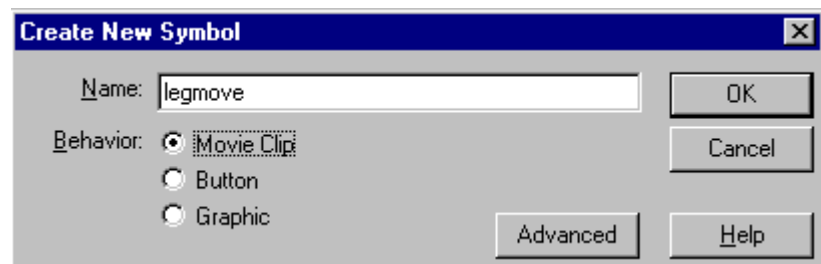 Create New Symbol
Name: legmove OK
Behavior: Movie Clip Cancel
Button
Graphic
Advanced Help